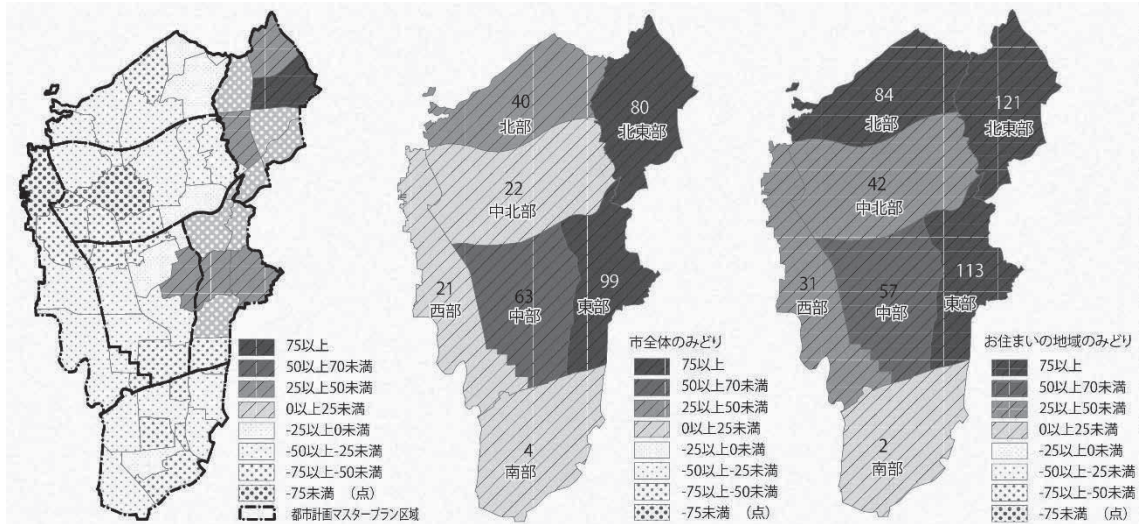 75以上
50以上70未満
25以上50未満
0以上25未満
-25以上0未満
-50以上-25未満
-75以上-50未満
-75未満 (点)
都市計画マスタープラン区域
40
北部
80
北東部
22
中北部
21
西部
63
中部
99
東部
4
南部
市全体のみどり
75以上
50以上70未満
25以上50未満
0以上25未満
-25以上0未満
-50以上-25未満
-75以上-50未満
-75未満 (点)
84
北部
121
北東部
42
中北部
31
西部
57
中部
113
東部
2
南部
お住まいの地域のみどり
75以上
50以上70未満
25以上50未満
0以上25未満
-25以上0未満
-50以上-25未満
-75以上-50未満
-75未満 (点)